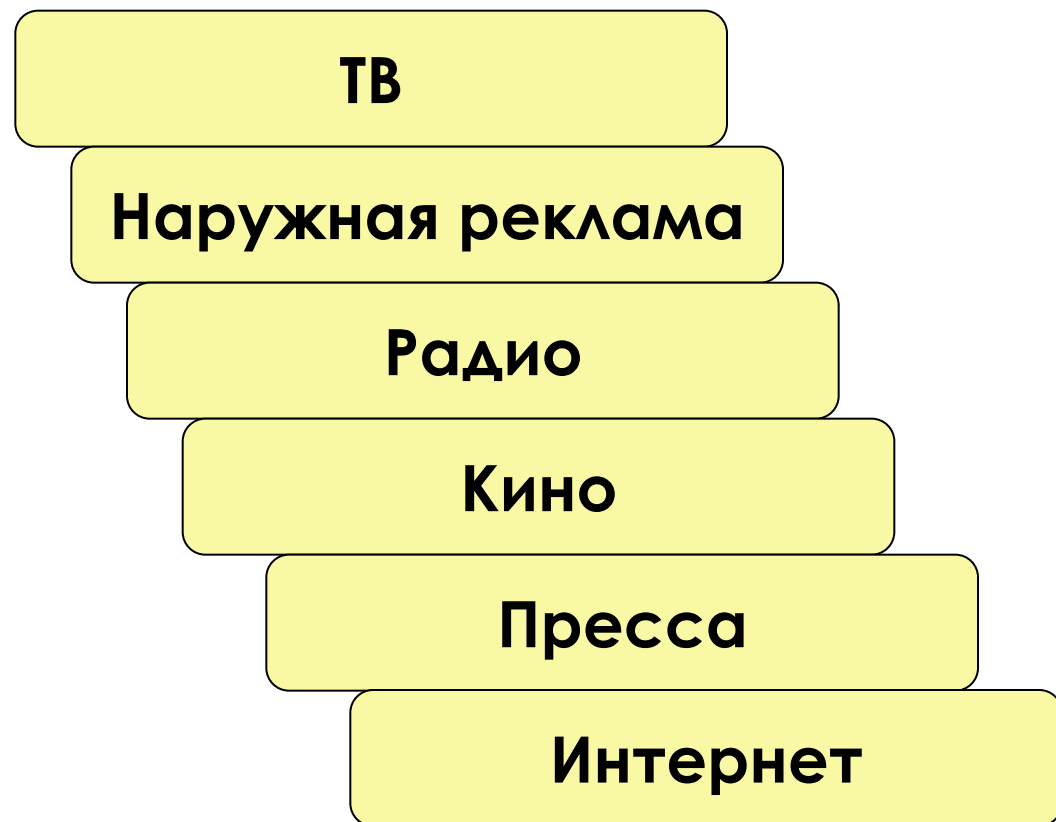 ТВ
Наружная реклама
Радио
Кино
Пресса
Интернет